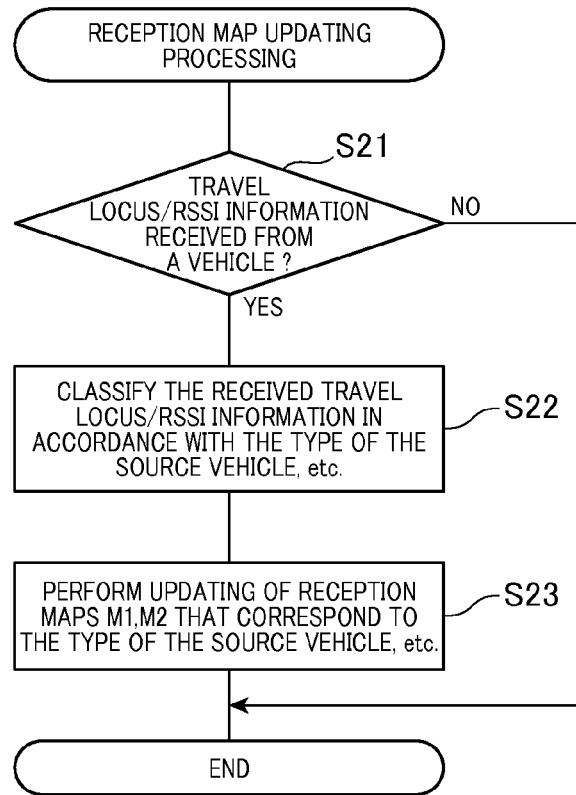 RECEPTION MAP UPDATING
PROCESSING
S21
TRAVEL
LOCUS/RSSI INFORMATION
RECEIVED FROM
A VEHICLE ?
NO
YES
CLASSIFY THE RECEIVED TRAVEL
LOCUS/RSSI INFORMATION IN
ACCORDANCE WITH THE TYPE OF THE
SOURCE VEHICLE, etc.
S22
PERFORM UPDATING OF RECEPTION
MAPS M1,M2 THAT CORRESPOND TO
THE TYPE OF THE SOURCE VEHICLE, etc.
S23
END